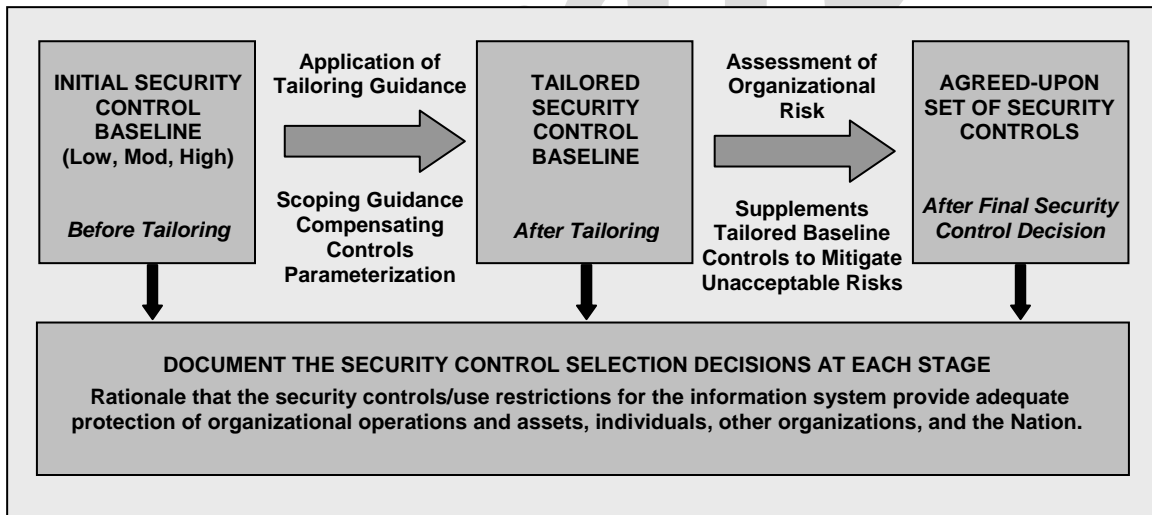 INITIAL SECURITY
CONTROL
BASELINE
(Low, Mod, High)
Before Tailoring
Application of
Tailoring Guidance
Scoping Guidance
Compensating
Controls
Parameterization
TAILORED
SECURITY
CONTROL
BASELINE
After Tailoring
Assessment of
Organizational
Risk
Supplements
Tailored Baseline
Controls to Mitigate
Unacceptable Risks
AGREED-UPON
SET OF SECURITY
CONTROLS
After Final Security
Control Decision
DOCUMENT THE SECURITY CONTROL SELECTION DECISIONS AT EACH STAGE
Rationale that the security controls/use restrictions for the information system provide adequate
protection of organizational operations and assets, individuals, other organizations, and the Nation.